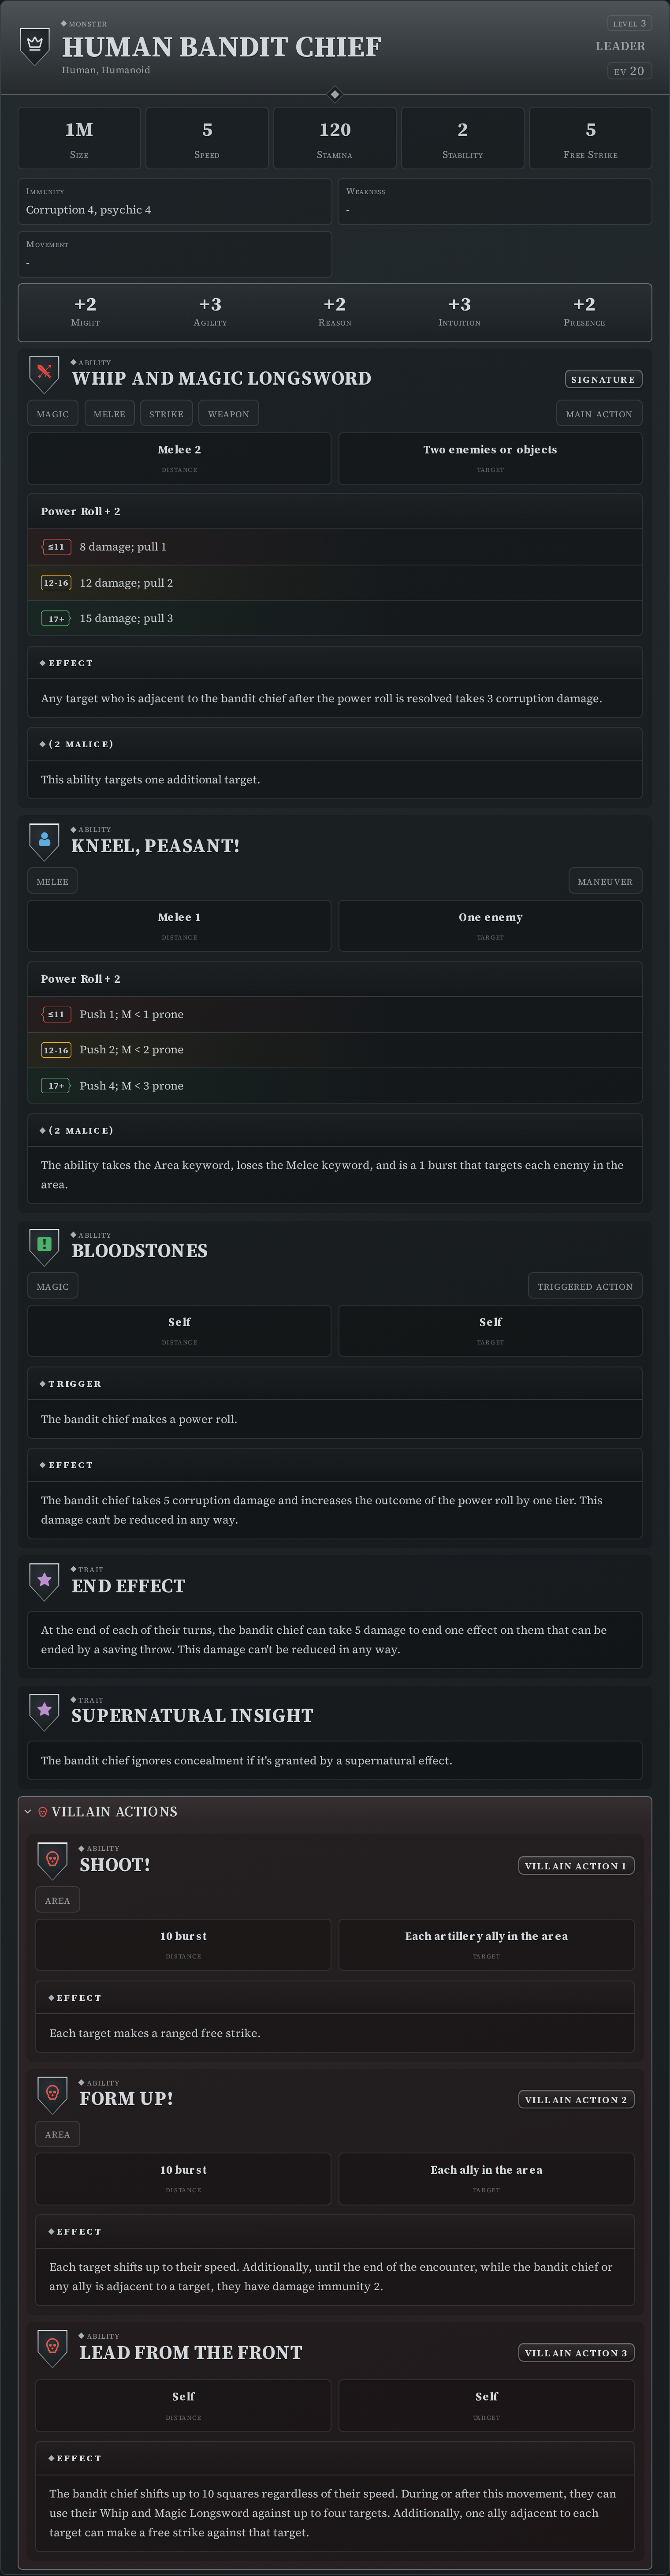 MONSTER
HUMAN BANDIT CHIEF
Human, Humanoid
LEVEL 3
LEADER
EV 20
1M
Size
5
Speed
120
Stamina
2
Stability
5
Free Strike
Immunity
Corruption 4, psychic 4
Weakness
-
Movement
-
+2
Might
+3
Agility
+2
Reason
+3
Intuition
+2
Presence
ABILITY
WHIP AND MAGIC LONGSWORD
SIGNATURE
MAGIC MELEE STRIKE WEAPON MAIN ACTION
Melee 2
DISTANCE
Two enemies or objects
TARGET
Power Roll + 2
≤11 8 damage; pull 1
12-16 12 damage; pull 2
17+ 15 damage; pull 3
EFFECT
Any target who is adjacent to the bandit chief after the power roll is resolved takes 3 corruption damage.
(2 MALICE)
This ability targets one additional target.
ABILITY
KNEEL, PEASANT!
MELEE MANEUVER
Melee 1
DISTANCE
One enemy
TARGET
Power Roll + 2
≤11 Push 1; M < 1 prone
12-16 Push 2; M < 2 prone
17+ Push 4; M < 3 prone
(2 MALICE)
The ability takes the Area keyword, loses the Melee keyword, and is a 1 burst that targets each enemy in the
area.
ABILITY
BLOODSTONES
MAGIC TRIGGERED ACTION
Self
DISTANCE
Self
TARGET
TRIGGER
The bandit chief makes a power roll.
EFFECT
The bandit chief takes 5 corruption damage and increases the outcome of the power roll by one tier. This
damage can't be reduced in any way.
TRAIT
END EFFECT
At the end of each of their turns, the bandit chief can take 5 damage to end one effect on them that can be
ended by a saving throw. This damage can't be reduced in any way.
TRAIT
SUPERNATURAL INSIGHT
The bandit chief ignores concealment if it's granted by a supernatural effect.
VILLAIN ACTIONS
ABILITY
SHOOT!
VILLAIN ACTION 1
AREA
10 burst
DISTANCE
Each artillery ally in the area
TARGET
EFFECT
Each target makes a ranged free strike.
ABILITY
FORM UP!
VILLAIN ACTION 2
AREA
10 burst
DISTANCE
Each ally in the area
TARGET
EFFECT
Each target shifts up to their speed. Additionally, until the end of the encounter, while the bandit chief or
any ally is adjacent to a target, they have damage immunity 2.
ABILITY
LEAD FROM THE FRONT
VILLAIN ACTION 3
Self
DISTANCE
Self
TARGET
EFFECT
The bandit chief shifts up to 10 squares regardless of their speed. During or after this movement, they can
use their Whip and Magic Longsword against up to four targets. Additionally, one ally adjacent to each
target can make a free strike against that target.